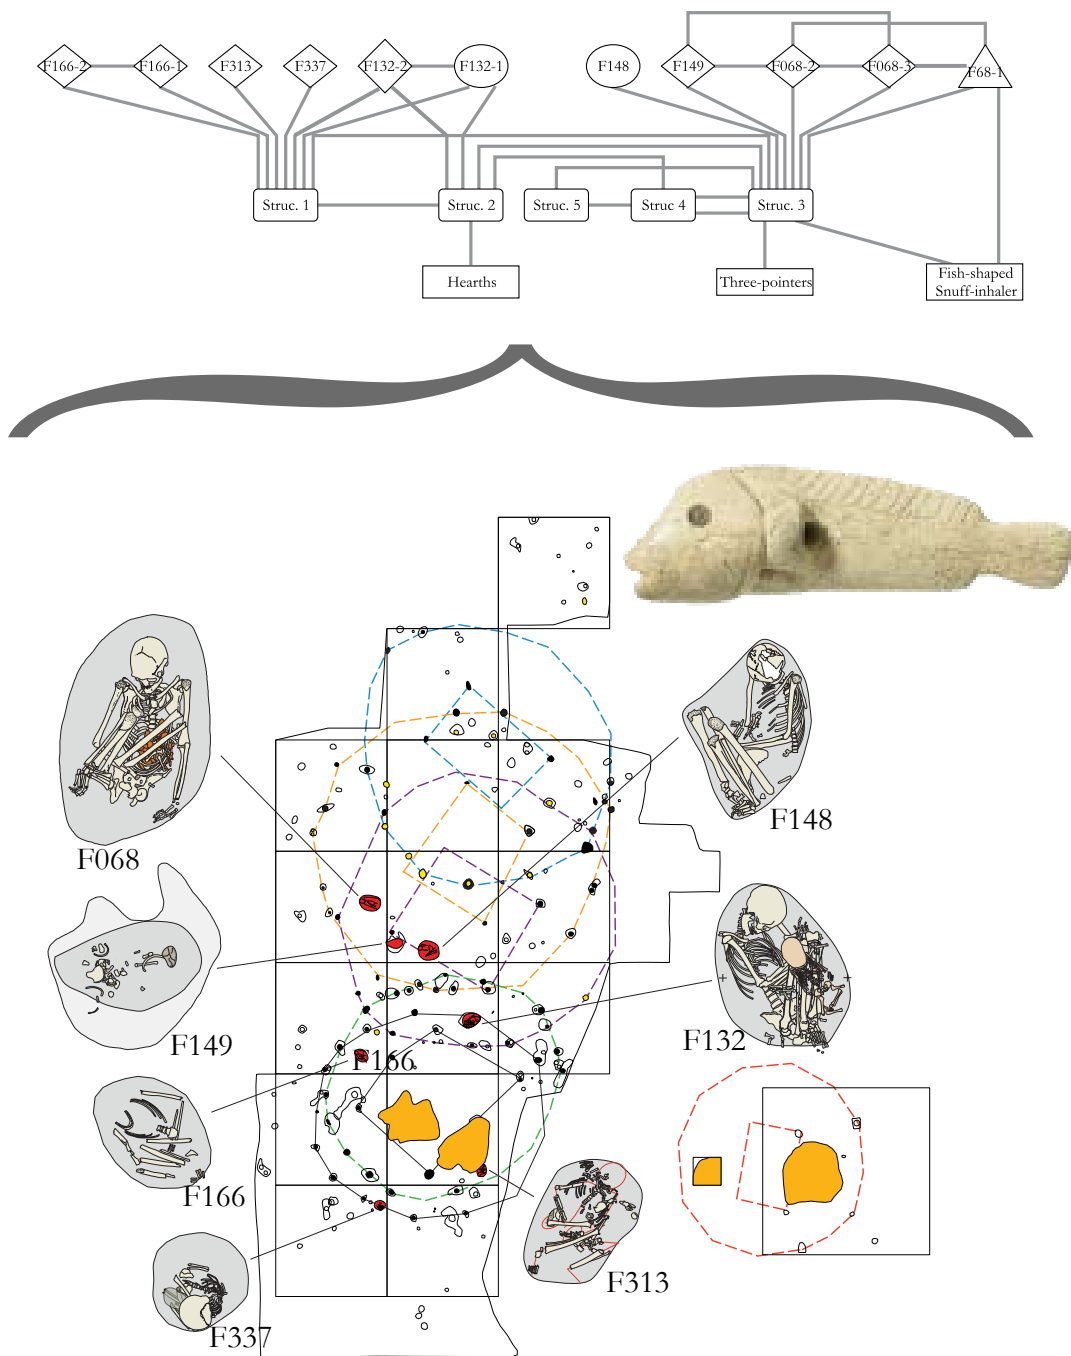 F166-2
F166-1
F313
F337
F132-2
F132-1
F148
F149
F068-2
F068-3
F68-1
Struc. 1
Struc. 2
Struc. 5
Struc 4
Struc. 3
Hearths
Three-pointers
Fish-shaped
Snuff-inhaler
F068
F148
F149
F132
F166
F166
F313
F337